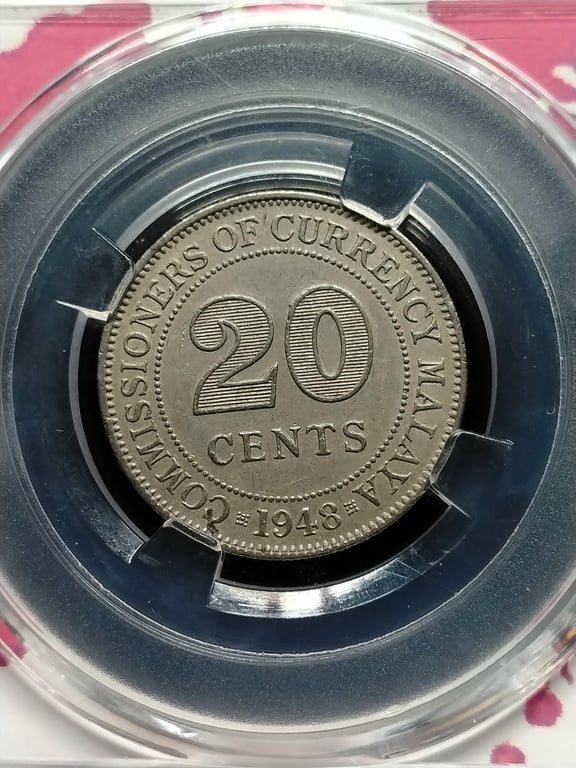 COMMISSIONERS OF CURRENCY MALAYA
20
CENTS
1948